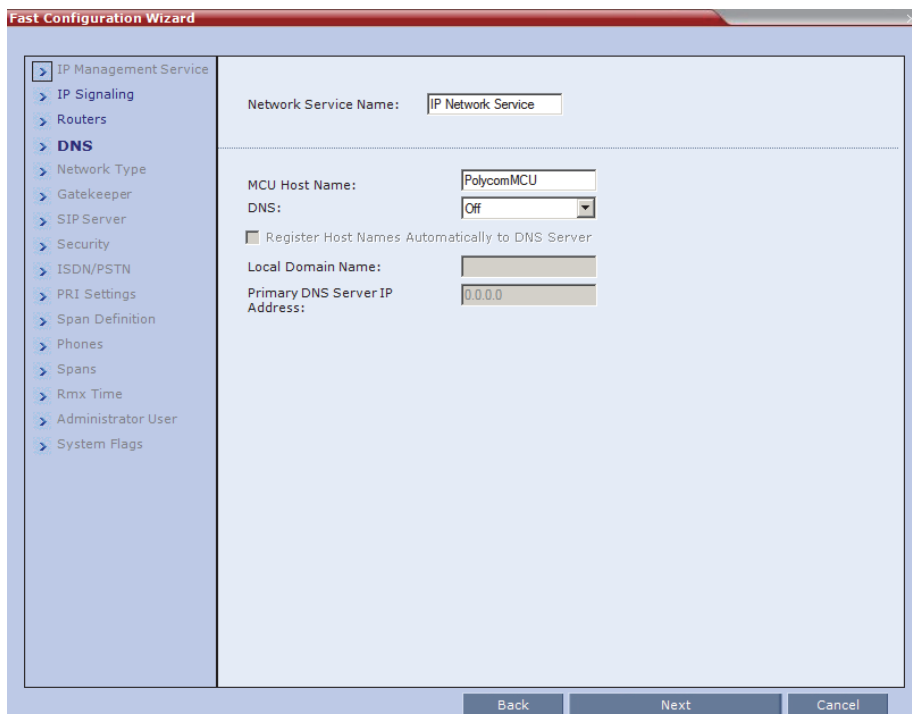 Fast Configuration Wizard
IP Management Service
IP Signaling
Routers
DNS
Network Type
Gatekeeper
SIP Server
Security
ISDN/PSTN
PRI Settings
Span Definition
Phones
Spans
Rmx Time
Administrator User
System Flags
Network Service Name: IP Network Service
MCU Host Name: PolycomMCU
DNS: Off
Register Host Names Automatically to DNS Server
Local Domain Name:
Primary DNS Server IP 0.0.0.0
Address:
Back Next Cancel